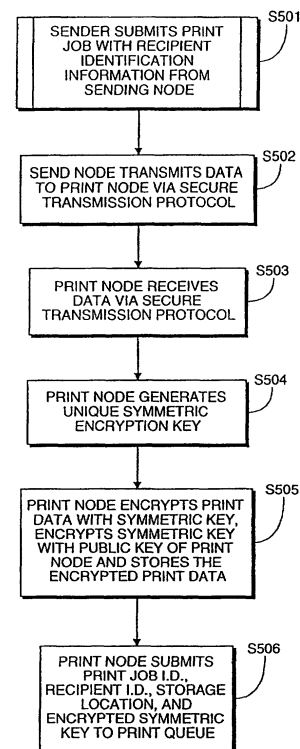 S501
SENDER SUBMITS PRINT
JOB WITH RECIPIENT
IDENTIFICATION
INFORMATION FROM
SENDING NODE
S502
SEND NODE TRANSMITS DATA
TO PRINT NODE VIA SECURE
TRANSMISSION PROTOCOL
S503
PRINT NODE RECEIVES
DATA VIA SECURE
TRANSMISSION PROTOCOL
S504
PRINT NODE GENERATES
UNIQUE SYMMETRIC
ENCRYPTION KEY
S505
PRINT NODE ENCRYPTS PRINT
DATA WITH SYMMETRIC KEY,
ENCRYPTS SYMMETRIC KEY
WITH PUBLIC KEY OF PRINT
NODE AND STORES THE
ENCRYPTED PRINT DATA
S506
PRINT NODE SUBMITS
PRINT JOB I.D.,
RECIPIENT I.D., STORAGE
LOCATION, AND
ENCRYPTED SYMMETRIC
KEY TO PRINT QUEUE